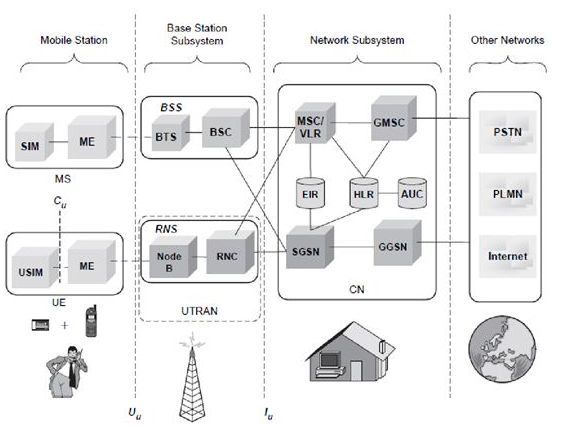 Mobile Station
Base Station
Subsystem
Network Subsystem
Other Networks
BSS
SIM
ME
BTS
BSC
MSC/
VLR
GMSC
PSTN
MS
Cu
EIR
HLR
AUC
PLMN
RNS
USIM
ME
Node
B
RNC
SGSN
GGSN
Internet
UE
UTRAN
CN
+
Uu
Iu